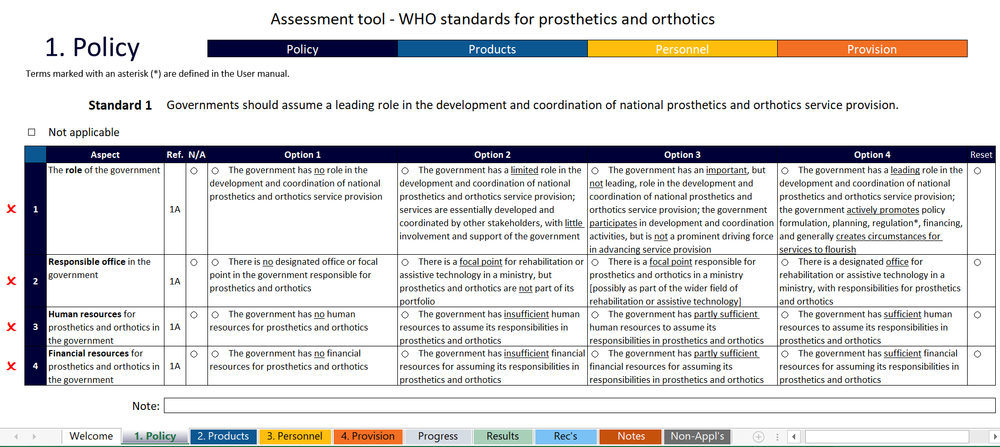 Assessment tool - WHO standards for prosthetics and orthotics
1. Policy
Policy
Products
Personnel
Provision
Terms marked with an asterisk (*) are defined in the User manual.
Standard 1 Governments should assume a leading role in the development and coordination of national prosthetics and orthotics service provision.
Not applicable
Aspect
Ref.
N/A
Option 1
Option 2
Option 3
Option 4
Reset
1
The role of the government
1A
The government has no role in the
development and coordination of national
prosthetics and orthotics service provision
The government has a limited role in the
development and coordination of national
prosthetics and orthotics service provision;
services are essentially developed and
coordinated by other stakeholders, with little
involvement and support of the government
The government has an important, but
not leading, role in the development and
coordination of national prosthetics and
orthotics service provision; the government
participates in development and coordination
activities, but is not a prominent driving force
in advancing service provision
The government has a leading role in the
development and coordination of national
prosthetics and orthotics service provision;
the government actively promotes policy
formulation, planning, regulation*, financing,
and generally creates circumstances for
services to flourish
2
Responsible office in the
government
1A
There is no designated office or focal
point in the government responsible for
prosthetics and orthotics
There is a focal point for rehabilitation or
assistive technology in a ministry, but
prosthetics and orthotics are not part of its
portfolio
There is a focal point responsible for
prosthetics and orthotics in a ministry
[possibly as part of the wider field of
rehabilitation or assistive technology]
There is a designated office for
rehabilitation or assistive technology in a
ministry, with responsibilities for prosthetics
and orthotics
3
Human resources for
prosthetics and orthotics in
the government
1A
The government has no human
resources for prosthetics and orthotics
The government has insufficient human
resources to assume its responsibilities in
prosthetics and orthotics
The government has partly sufficient
human resources to assume its
responsibilities in prosthetics and orthotics
The government has sufficient human
resources to assume its responsibilities in
prosthetics and orthotics
4
Financial resources for
prosthetics and orthotics in
the government
1A
The government has no financial
resources for prosthetics and orthotics
The government has insufficient financial
resources for assuming its responsibilities in
prosthetics and orthotics
The government has partly sufficient
financial resources for assuming its
responsibilities in prosthetics and orthotics
The government has sufficient financial
resources for assuming its responsibilities in
prosthetics and orthotics
Note:
Welcome
1. Policy
2. Products
3. Personnel
4. Provision
Progress
Results
Rec's
Notes
Non-Appl's